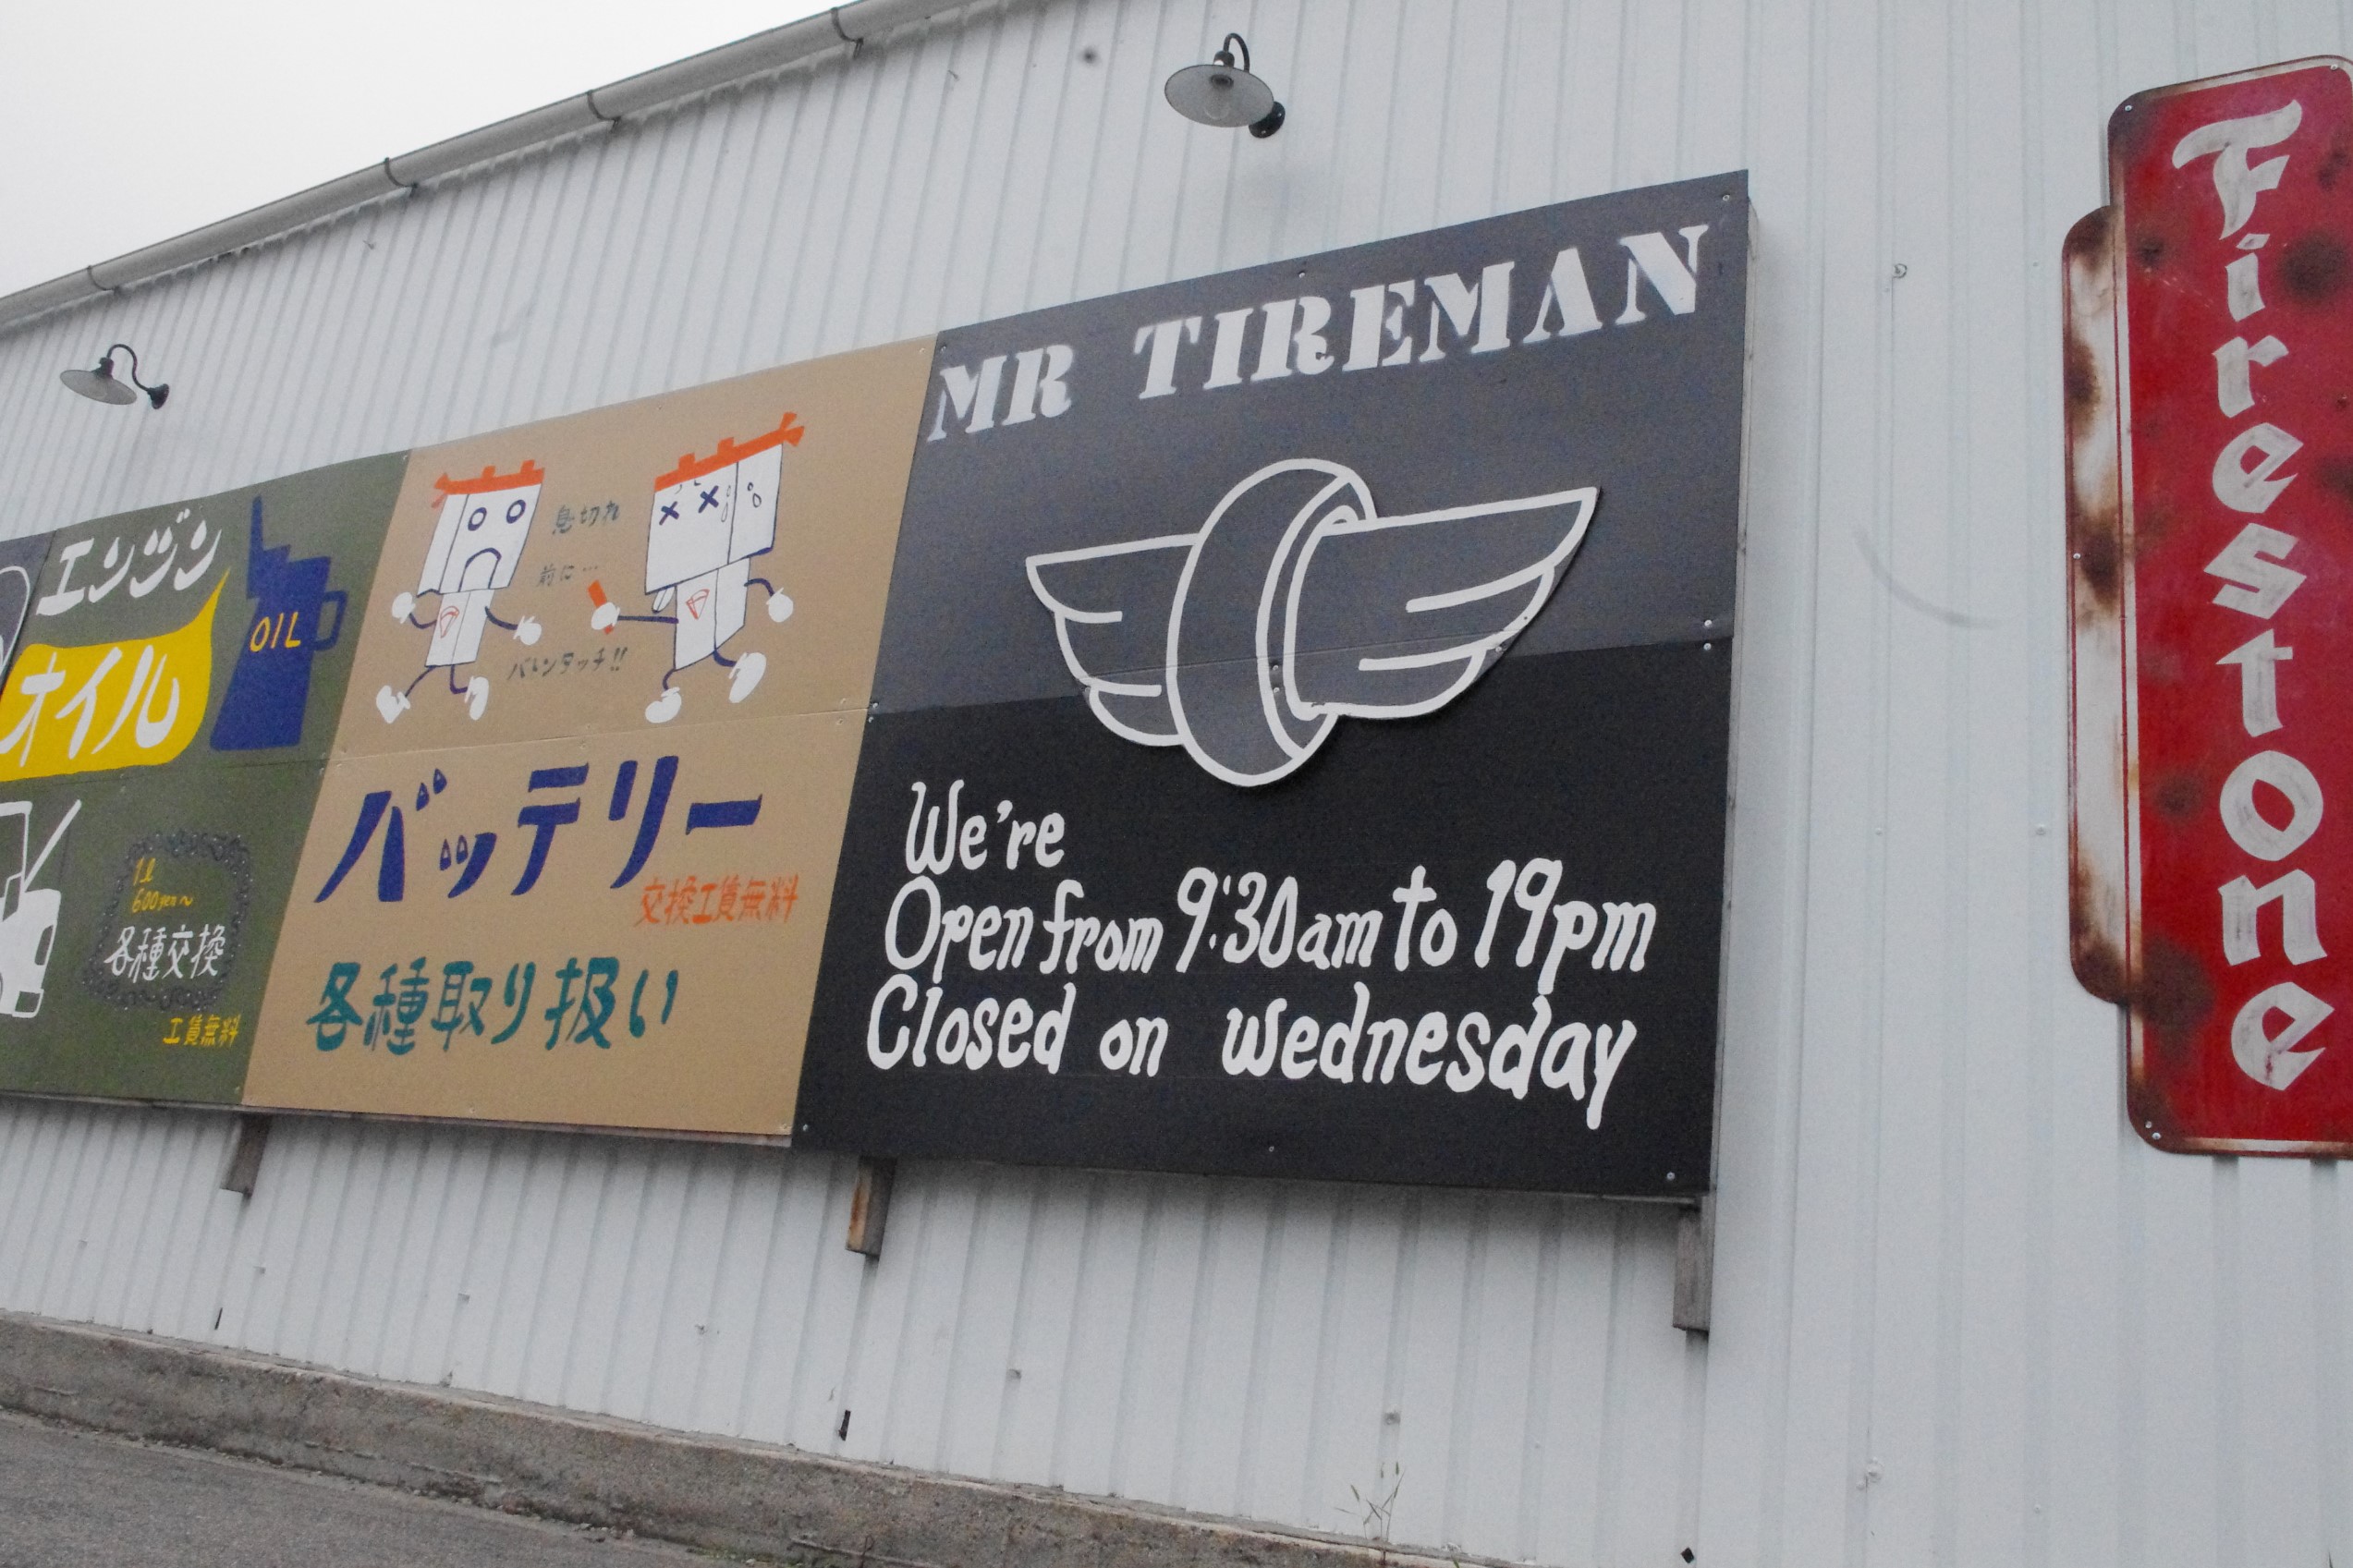 エンジン
オイル
OIL
1ℓ
600yen~
各種交換
工賃無料
息切れ
前に…
バトンタッチ!!
バッテリー
交換工賃無料
各種取り扱い
MR TIREMAN
We're
Open from 9:30am to 19pm
Closed on wednesday
Firestone